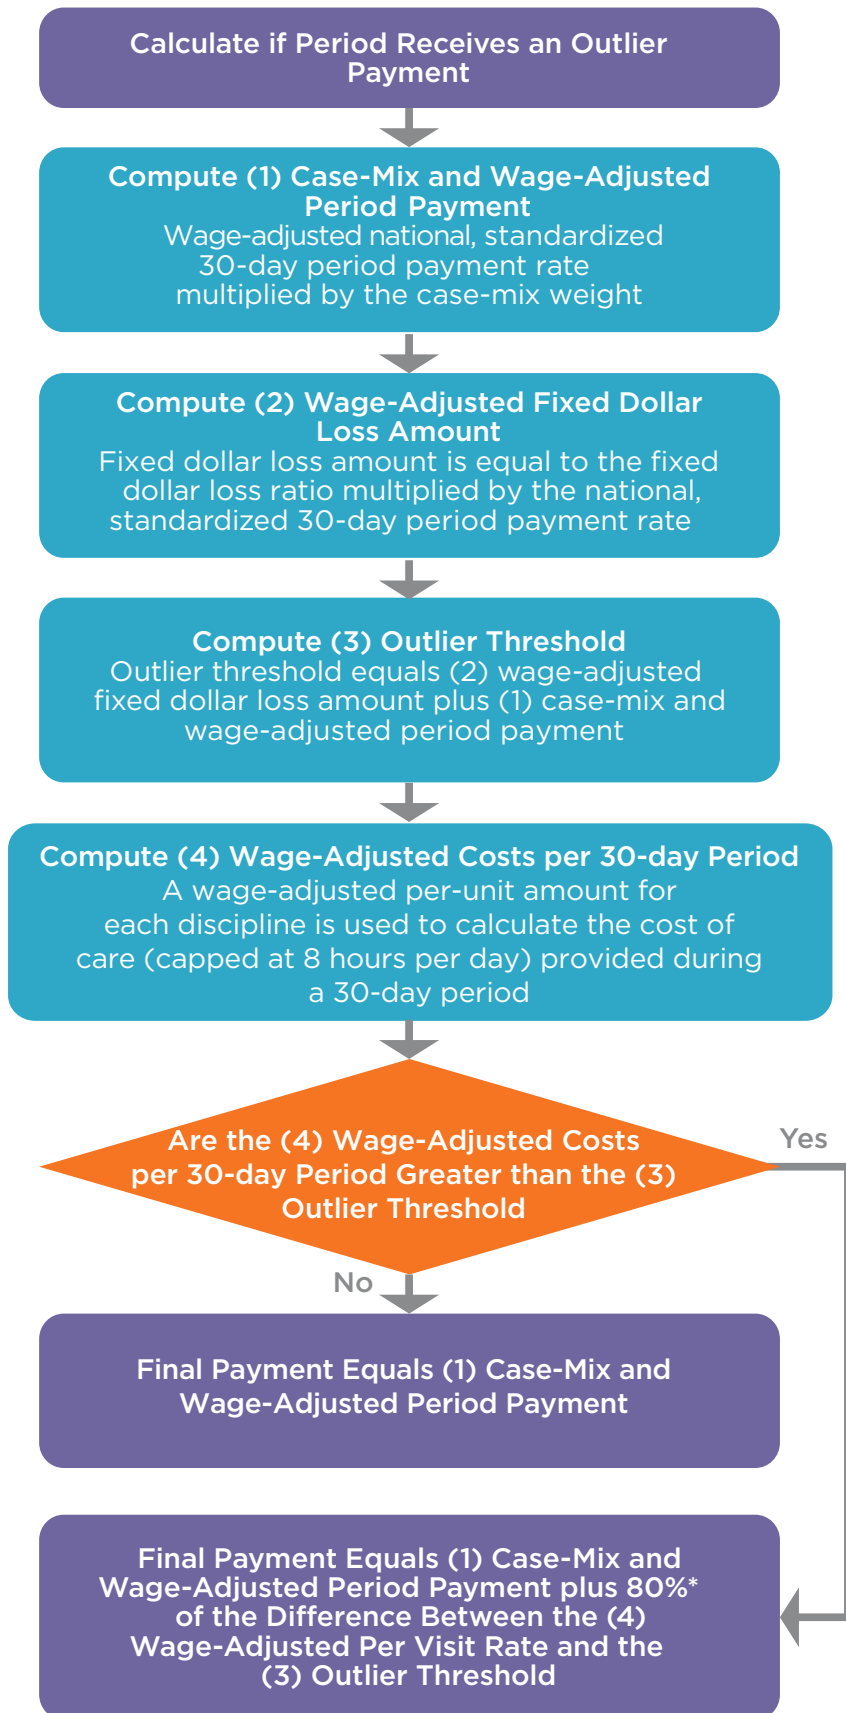 Calculate if Period Receives an Outlier
Payment
Compute (1) Case-Mix and Wage-Adjusted
Period Payment
Wage-adjusted national, standardized
30-day period payment rate
multiplied by the case-mix weight
Compute (2) Wage-Adjusted Fixed Dollar
Loss Amount
Fixed dollar loss amount is equal to the fixed
dollar loss ratio multiplied by the national,
standardized 30-day period payment rate
Compute (3) Outlier Threshold
Outlier threshold equals (2) wage-adjusted
fixed dollar loss amount plus (1) case-mix and
wage-adjusted period payment
Compute (4) Wage-Adjusted Costs per 30-day Period
A wage-adjusted per-unit amount for
each discipline is used to calculate the cost of
care (capped at 8 hours per day) provided during
a 30-day period
Are the (4) Wage-Adjusted Costs
per 30-day Period Greater than the (3)
Outlier Threshold
Yes
No
Final Payment Equals (1) Case-Mix and
Wage-Adjusted Period Payment
Final Payment Equals (1) Case-Mix and
Wage-Adjusted Period Payment plus 80%*
of the Difference Between the (4)
Wage-Adjusted Per Visit Rate and the
(3) Outlier Threshold